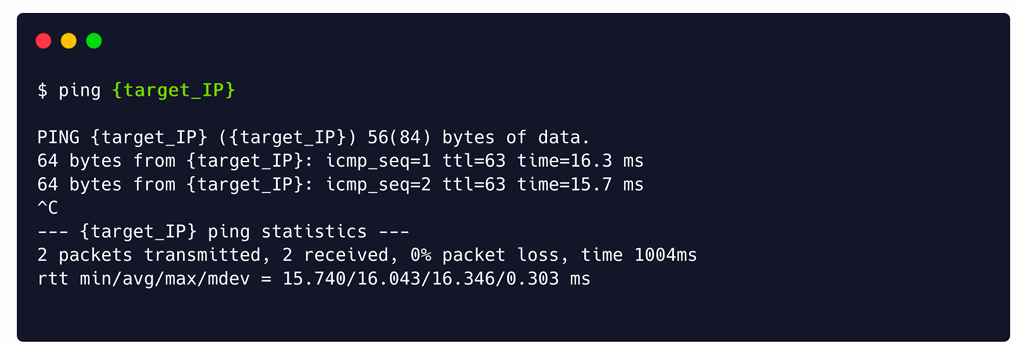 $ ping {target_IP}
PING {target_IP} ({target_IP}) 56(84) bytes of data.
64 bytes from {target_IP}: icmp_seq=1 ttl=63 time=16.3 ms
64 bytes from {target_IP}: icmp_seq=2 ttl=63 time=15.7 ms
^C
--- {target_IP} ping statistics ---
2 packets transmitted, 2 received, 0% packet loss, time 1004ms
rtt min/avg/max/mdev = 15.740/16.043/16.346/0.303 ms